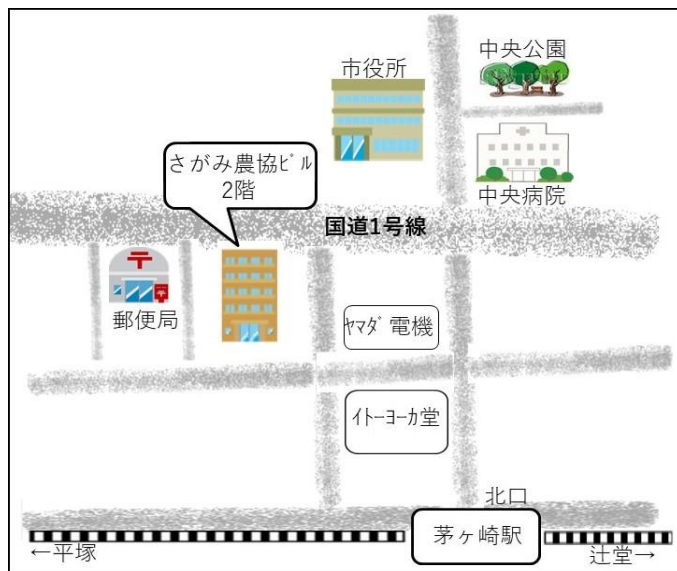 中央公園
市役所
中央病院
さがみ農協ﾋﾞﾙ
2階
国道1号線
〒
郵便局
ﾔﾏﾀﾞ電機
ｲﾄｰﾖｰｶ堂
北口
茅ヶ崎駅
←平塚
辻堂→